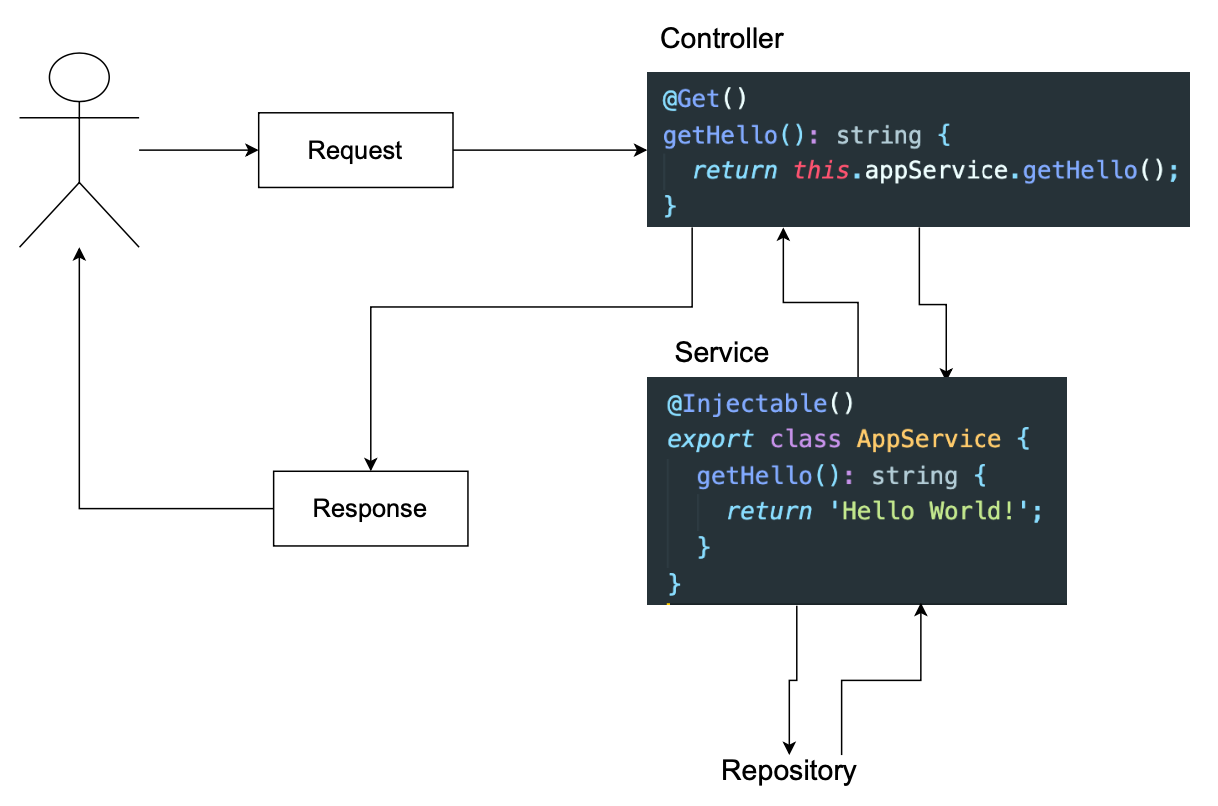 Controller
@Get()
getHello(): string {
return this.appService.getHello();
}
Request
Service
@Injectable()
export class AppService {
getHello(): string {
return 'Hello World!';
}
}
Response
Repository